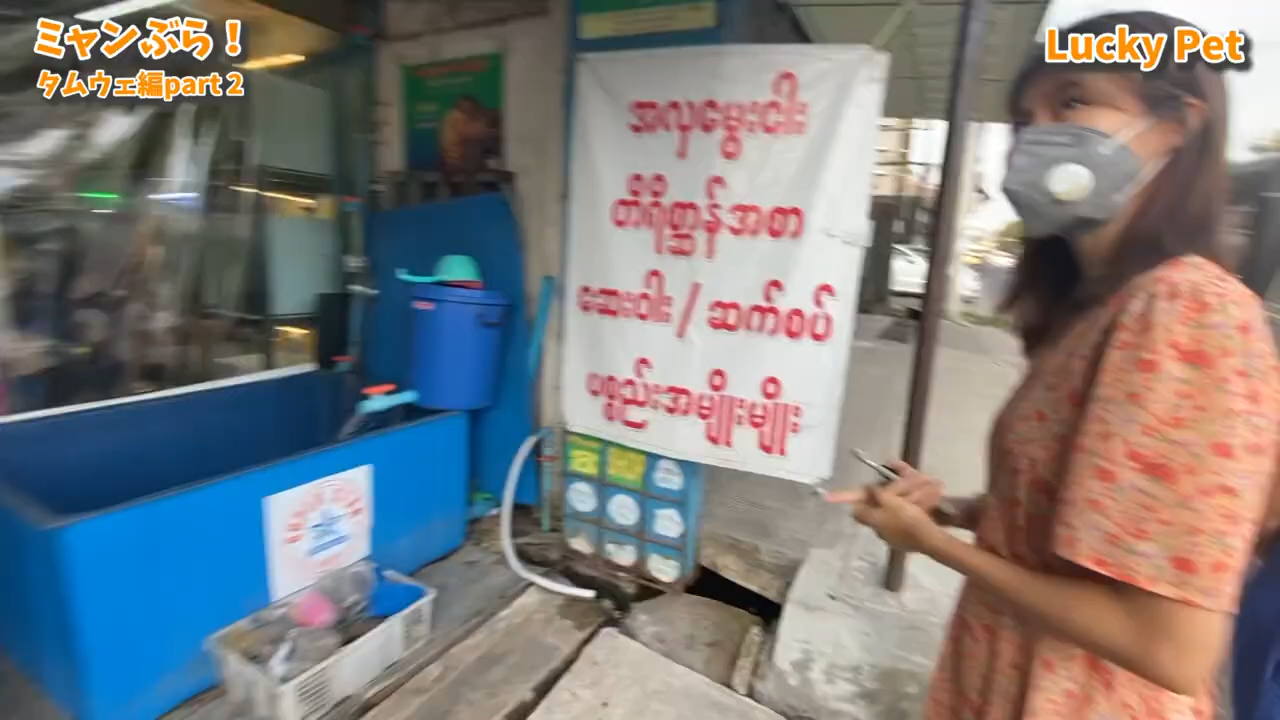 ミャンぶら！
タムウェ編part 2
Lucky Pet
အလှမွေးငါး
တိရိစ္ဆာန်အစာ
ဆေးဝါး / ဆက်စပ်
ပစ္စည်းအမျိုးမျိုး